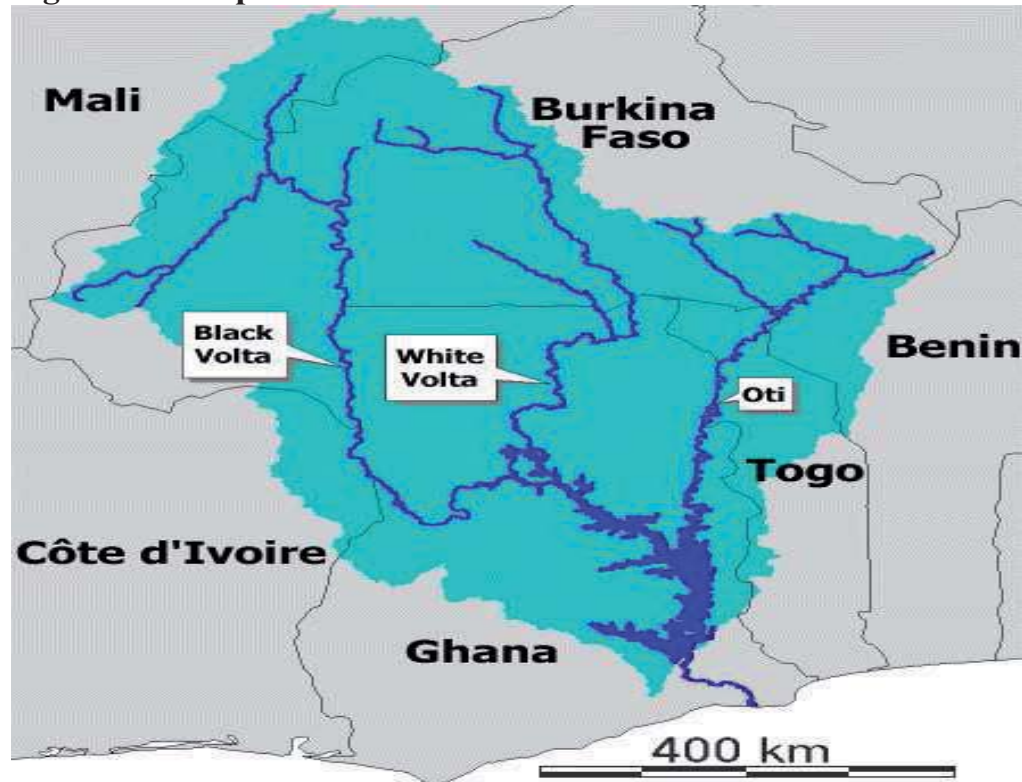 Mali
Burkina
Faso
Black
Volta
White
Volta
Benin
Oti
Togo
Côte d'Ivoire
Ghana
400 km